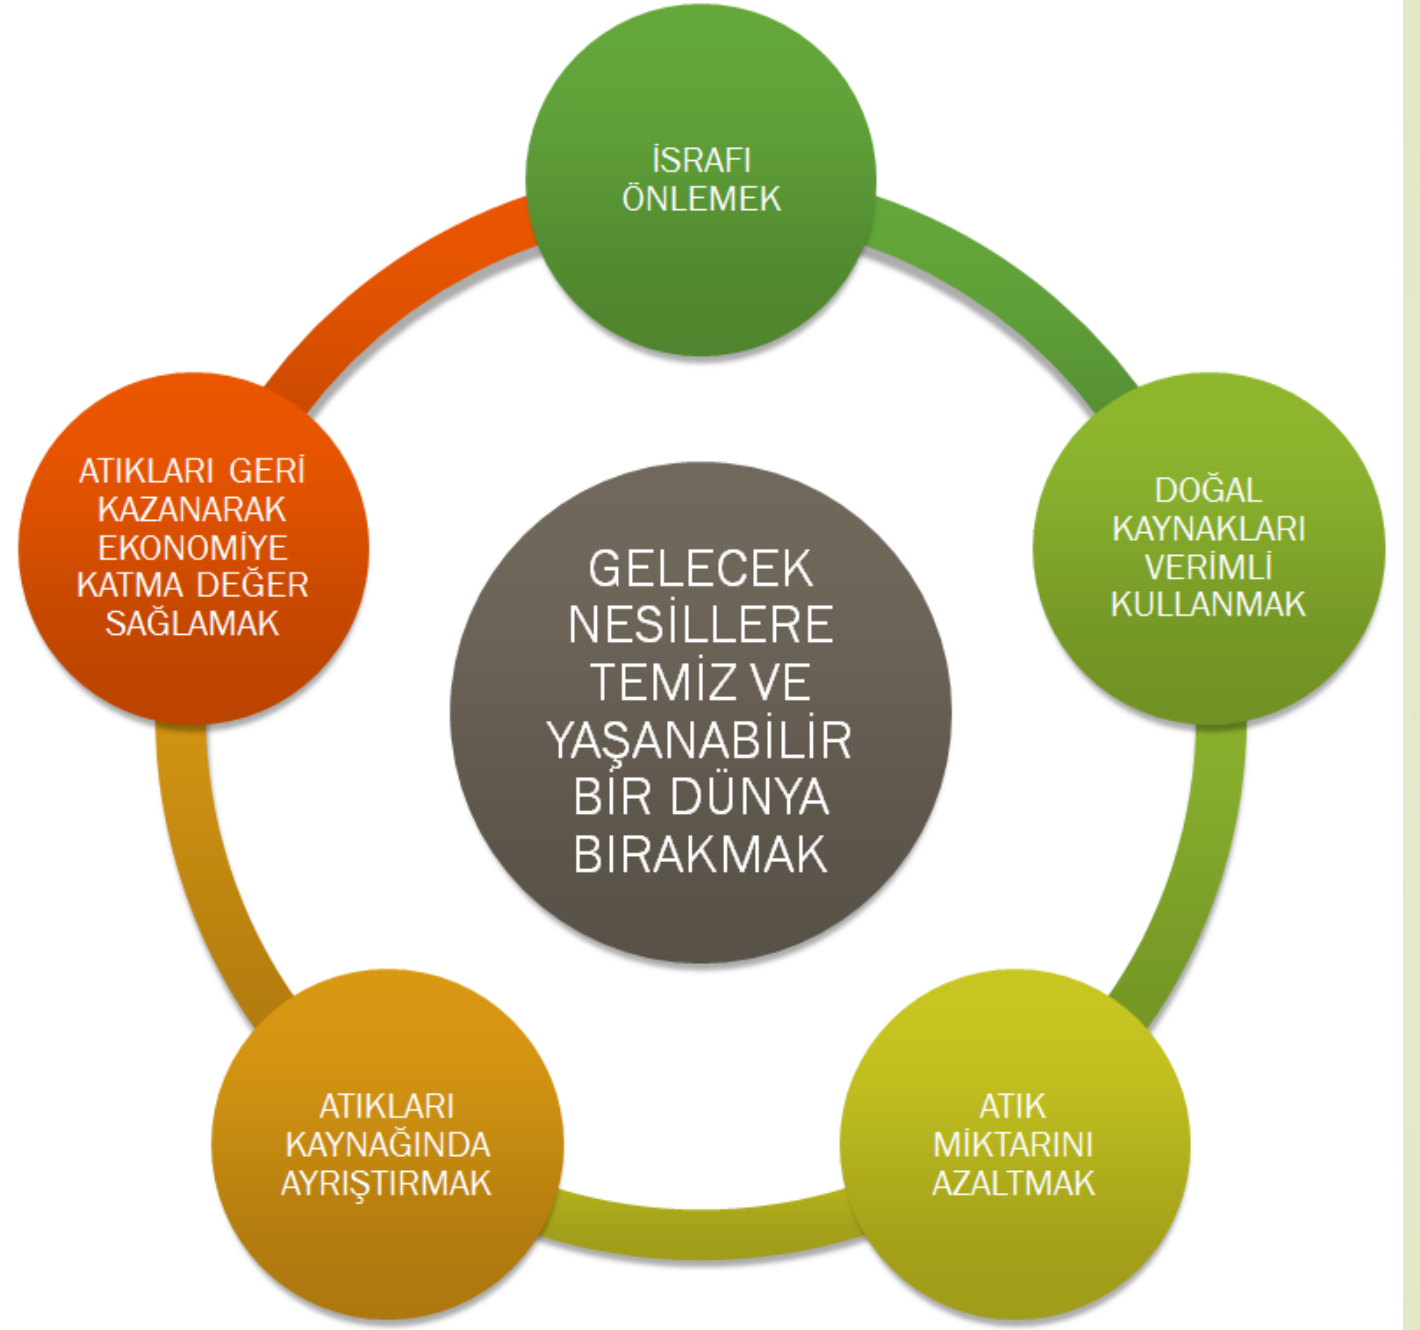 İSRAFI
ÖNLEMEK
DOĞAL
KAYNAKLARI
VERİMLİ
KULLANMAK
ATIK
MİKTARINI
AZALTMAK
ATIKLARI
KAYNAĞINDA
AYRIŞTIRMAK
ATIKLARI GERİ
KAZANARAK
EKONOMİYE
KATMA DEĞER
SAĞLAMAK
GELECEK
NESİLLERE
TEMİZ VE
YAŞANABİLİR
BİR DÜNYA
BIRAKMAK